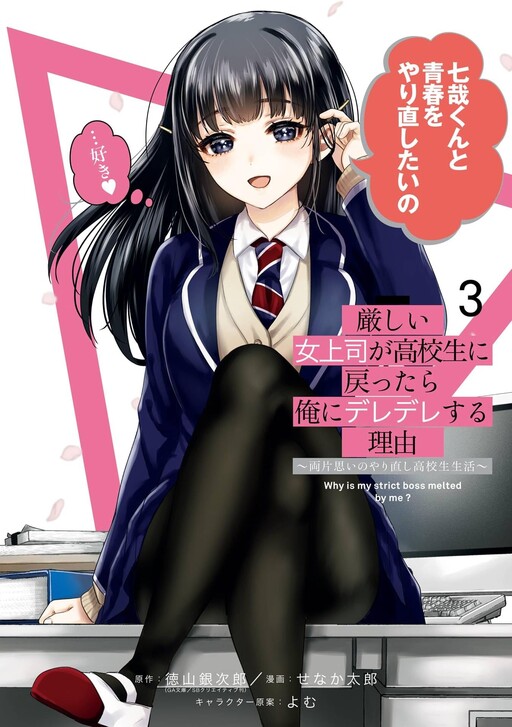 七哉くんと
青春を
やり直したいの
…好き♥
3
厳しい
女上司が高校生に
戻ったら
俺にデレデレする
理由
～両片思いのやり直し高校生生活～
Why is my strict boss melted
by me ?
原作：徳山銀次郎／漫画：せなか太郎
(GA文庫/SBクリエイティブ刊)
キャラクター原案：よむ